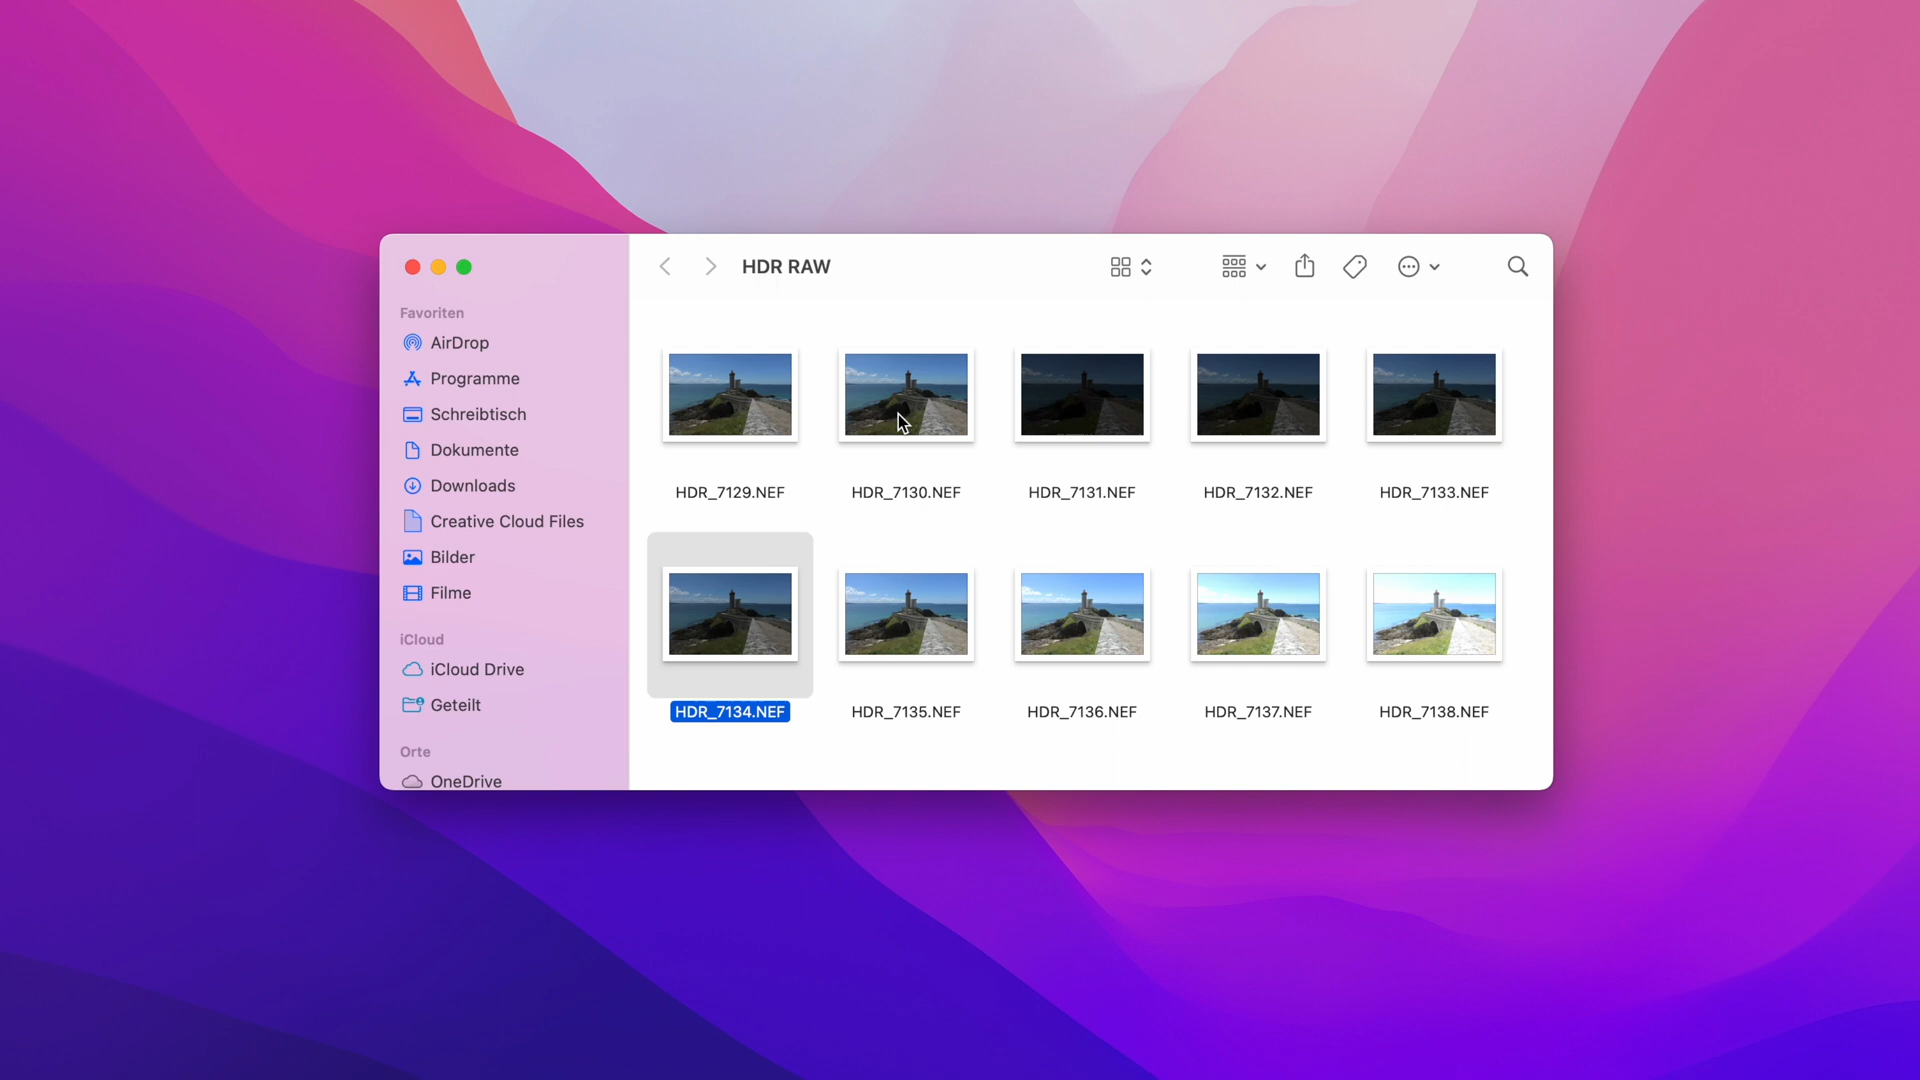 HDR RAW
Favoriten
AirDrop
Programme
Schreibtisch
Dokumente
Downloads
Creative Cloud Files
Bilder
Filme
iCloud
iCloud Drive
Geteilt
Orte
OneDrive
HDR_7129.NEF
HDR_7130.NEF
HDR_7131.NEF
HDR_7132.NEF
HDR_7133.NEF
HDR_7134.NEF
HDR_7135.NEF
HDR_7136.NEF
HDR_7137.NEF
HDR_7138.NEF